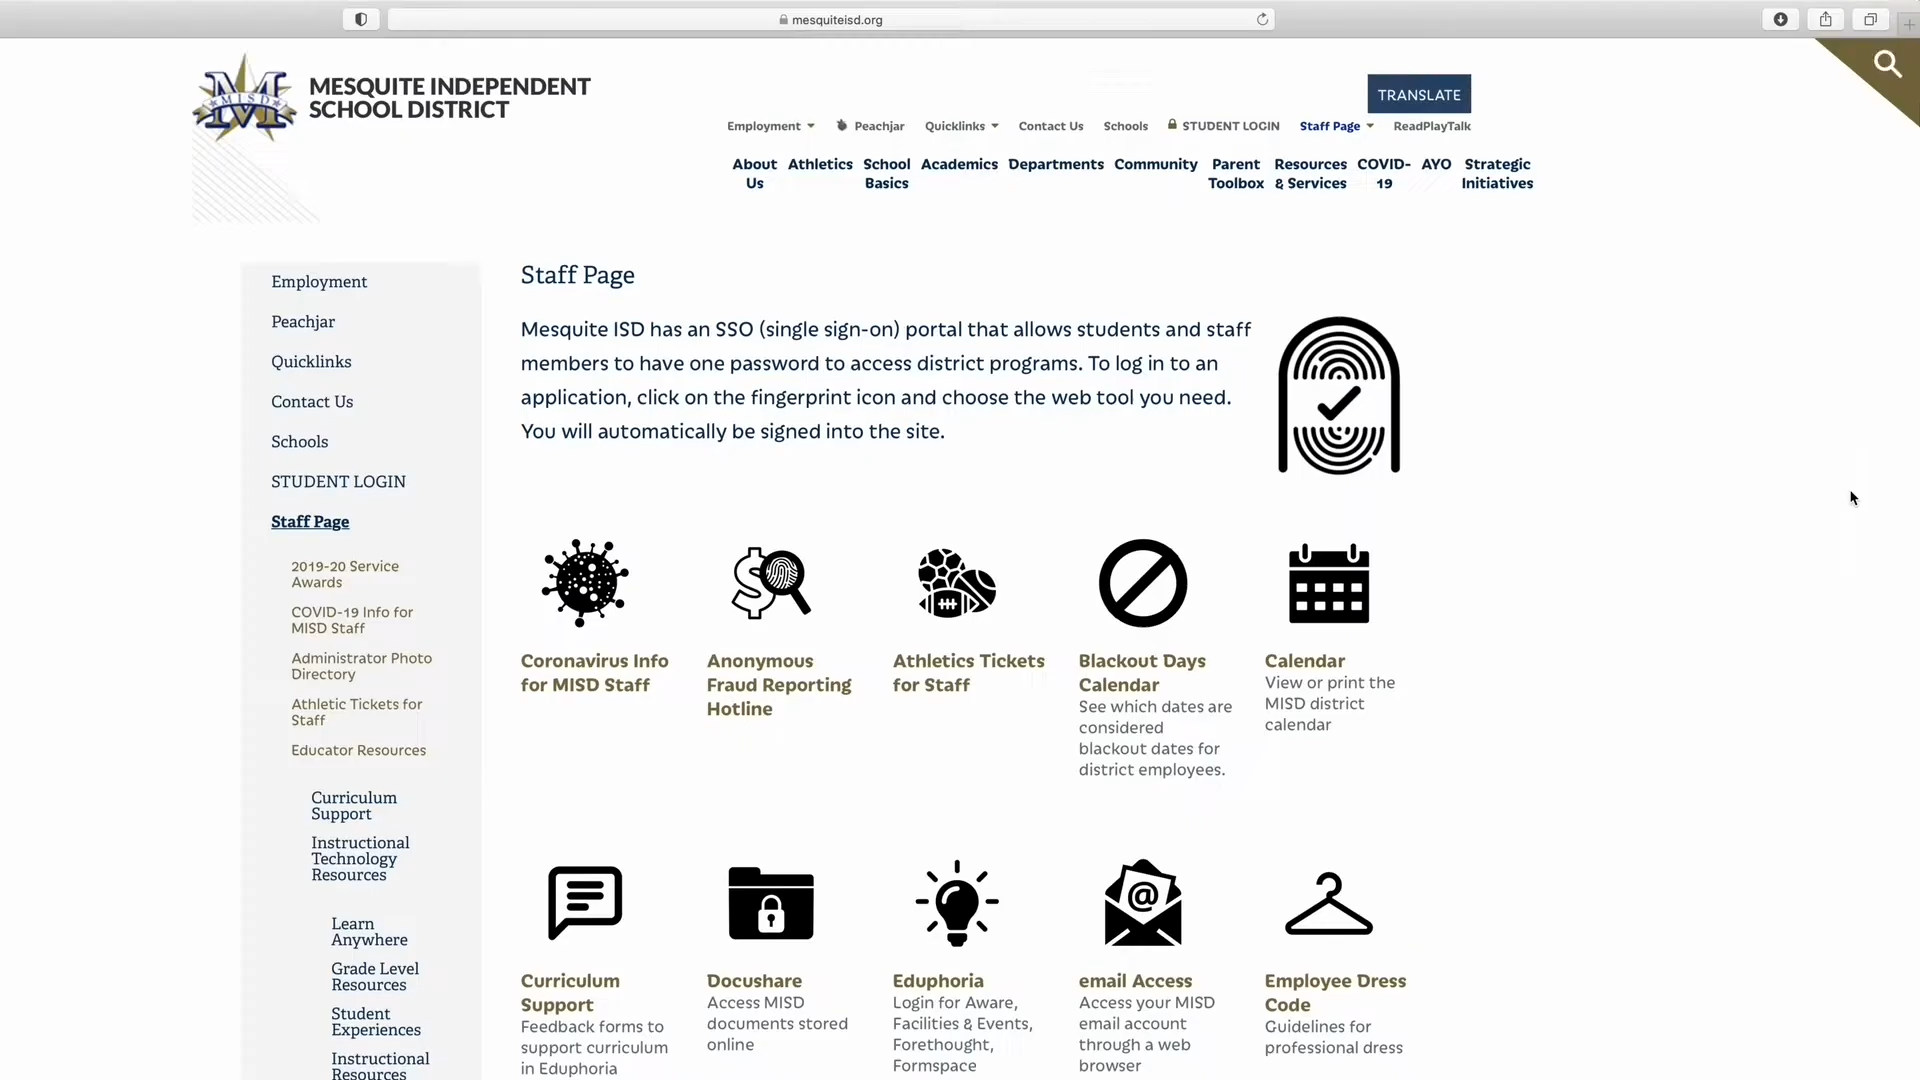 mesquiteisd.org
MISD
MESQUITE INDEPENDENT
SCHOOL DISTRICT
TRANSLATE
Employment Peachjar Quicklinks Contact Us Schools STUDENT LOGIN Staff Page ReadPlayTalk
About Us Athletics School Basics Academics Departments Community Parent Toolbox Resources & Services COVID-19 AYO Strategic Initiatives
Employment
Peachjar
Quicklinks
Contact Us
Schools
STUDENT LOGIN
Staff Page
2019-20 Service
Awards
COVID-19 Info for
MISD Staff
Administrator Photo
Directory
Athletic Tickets for
Staff
Educator Resources
Curriculum
Support
Instructional
Technology
Resources
Learn
Anywhere
Grade Level
Resources
Student
Experiences
Instructional
Resources
Staff Page
Mesquite ISD has an SSO (single sign-on) portal that allows students and staff
members to have one password to access district programs. To log in to an
application, click on the fingerprint icon and choose the web tool you need.
You will automatically be signed into the site.
Coronavirus Info
for MISD Staff
Anonymous
Fraud Reporting
Hotline
Athletics Tickets
for Staff
Blackout Days
Calendar
See which dates are
considered
blackout dates for
district employees.
Calendar
View or print the
MISD district
calendar
Curriculum
Support
Feedback forms to
support curriculum
in Eduphoria
Docushare
Access MISD
documents stored
online
Eduphoria
Login for Aware,
Facilities & Events,
Forethought,
Formspace
email Access
Access your MISD
email account
through a web
browser
Employee Dress
Code
Guidelines for
professional dress